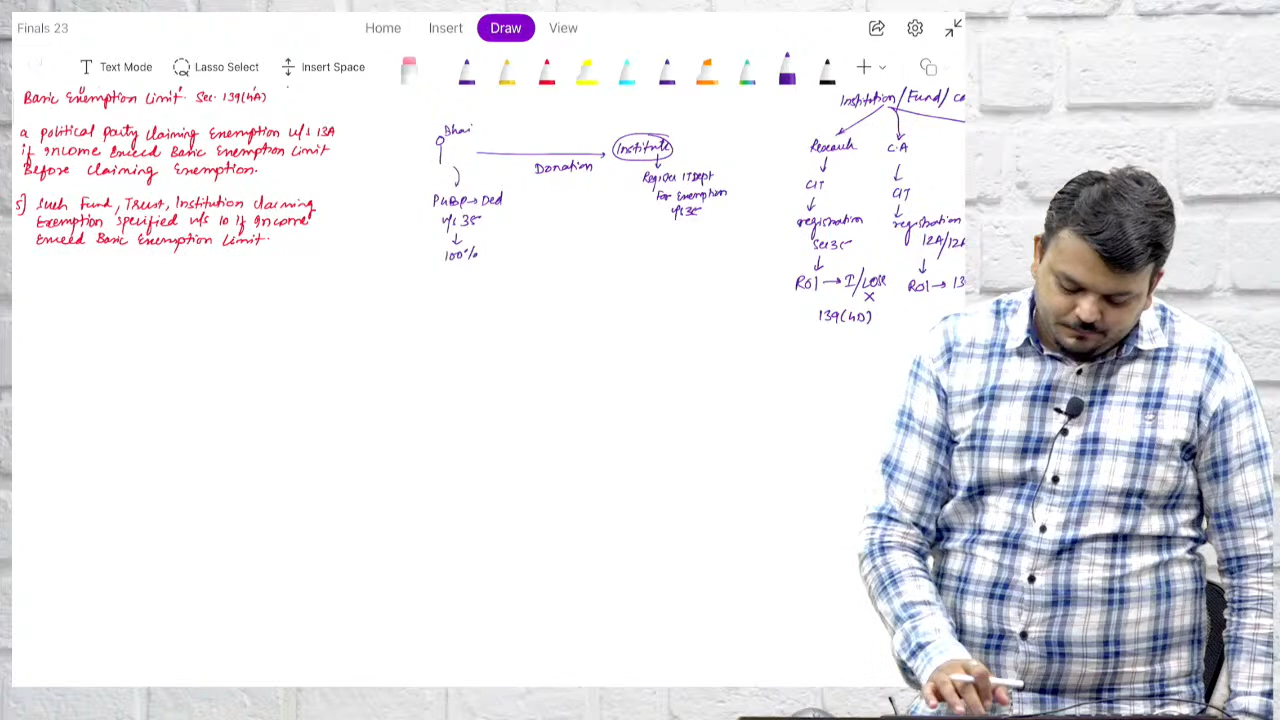 Finals 23
Home Insert Draw View
Text Mode Lasso Select Insert Space
Basic Exemption Limit. Sec. 139(4A)
a political party claiming Exemption u/s 13A
if Income Exceed Basic Exemption Limit
Before claiming Exemption.
5] Such Fund, Trust, Institution claiming
Exemption specified u/s 10 if Income
Exceed Basic Exemption Limit.
Bhai
Donation
Institute
PGBP → Ded
u/s 35
100%
IT Dept
For Exemption
u/s 35
Institution/Fund/
Research
CIT
registration
Sec 35
ROI → I/Loss
x
139(4D)
C.A
CIT
registration
12A/12A
ROI → 13